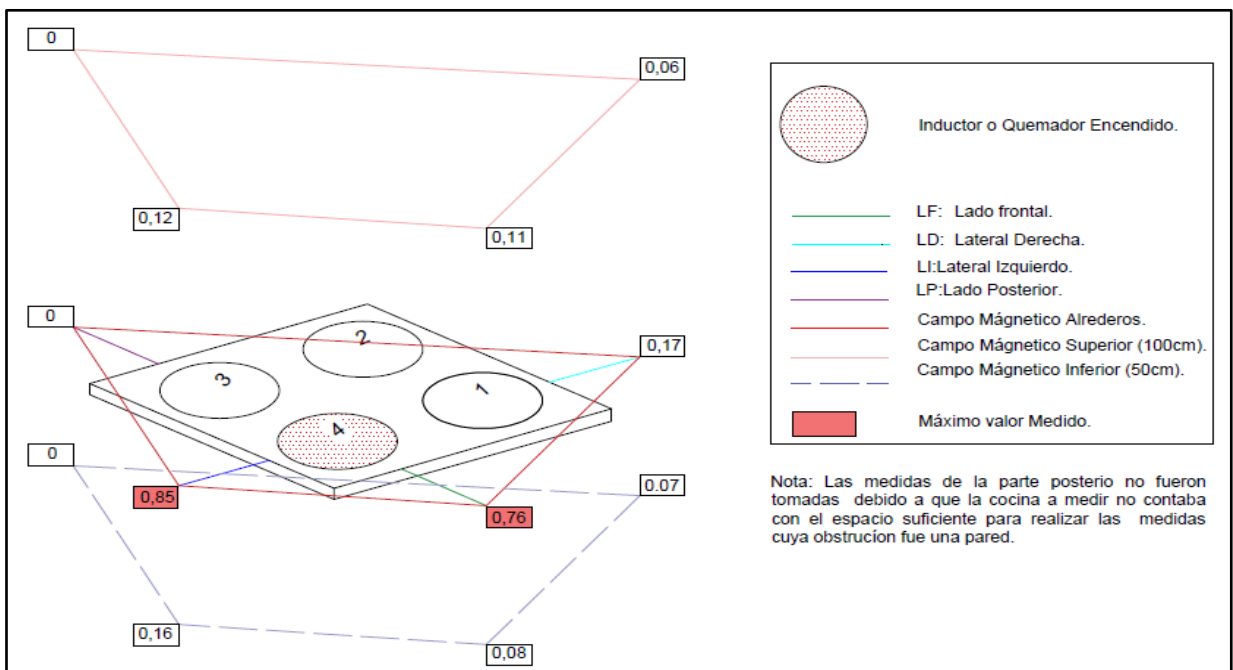 0
0,06
0,12
0,11
0
0,17
2
3
1
4
0
0,85
0,76
0.07
0,16
0,08
Inductor o Quemador Encendido.
LF: Lado frontal.
LD: Lateral Derecha.
LI:Lateral Izquierdo.
LP:Lado Posterior.
Campo Mágnetico Alrederos.
Campo Mágnetico Superior (100cm).
Campo Mágnetico Inferior (50cm).
Máximo valor Medido.
Nota: Las medidas de la parte posterio no fueron
tomadas debido a que la cocina a medir no contaba
con el espacio suficiente para realizar las medidas
cuya obstrucíon fue una pared.